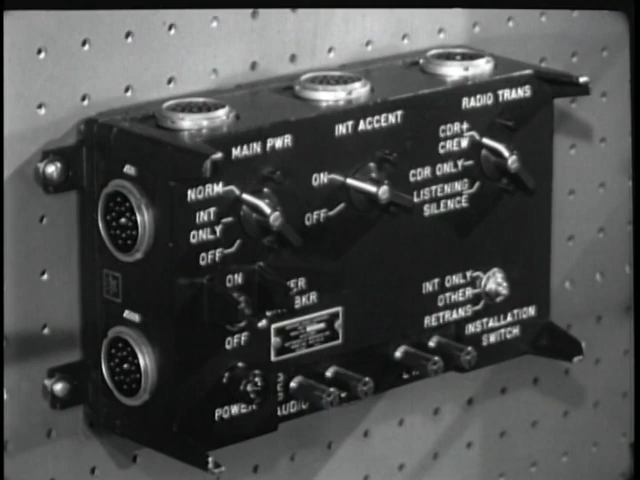 MAIN PWR
NORM
INT
ONLY
OFF
INT ACCENT
ON
OFF
RADIO TRANS
CDR+
CREW
CDR ONLY
LISTENING
SILENCE
ON
BKR
OFF
POWER
INT ONLY
OTHER
RETRANS
INSTALLATION
SWITCH